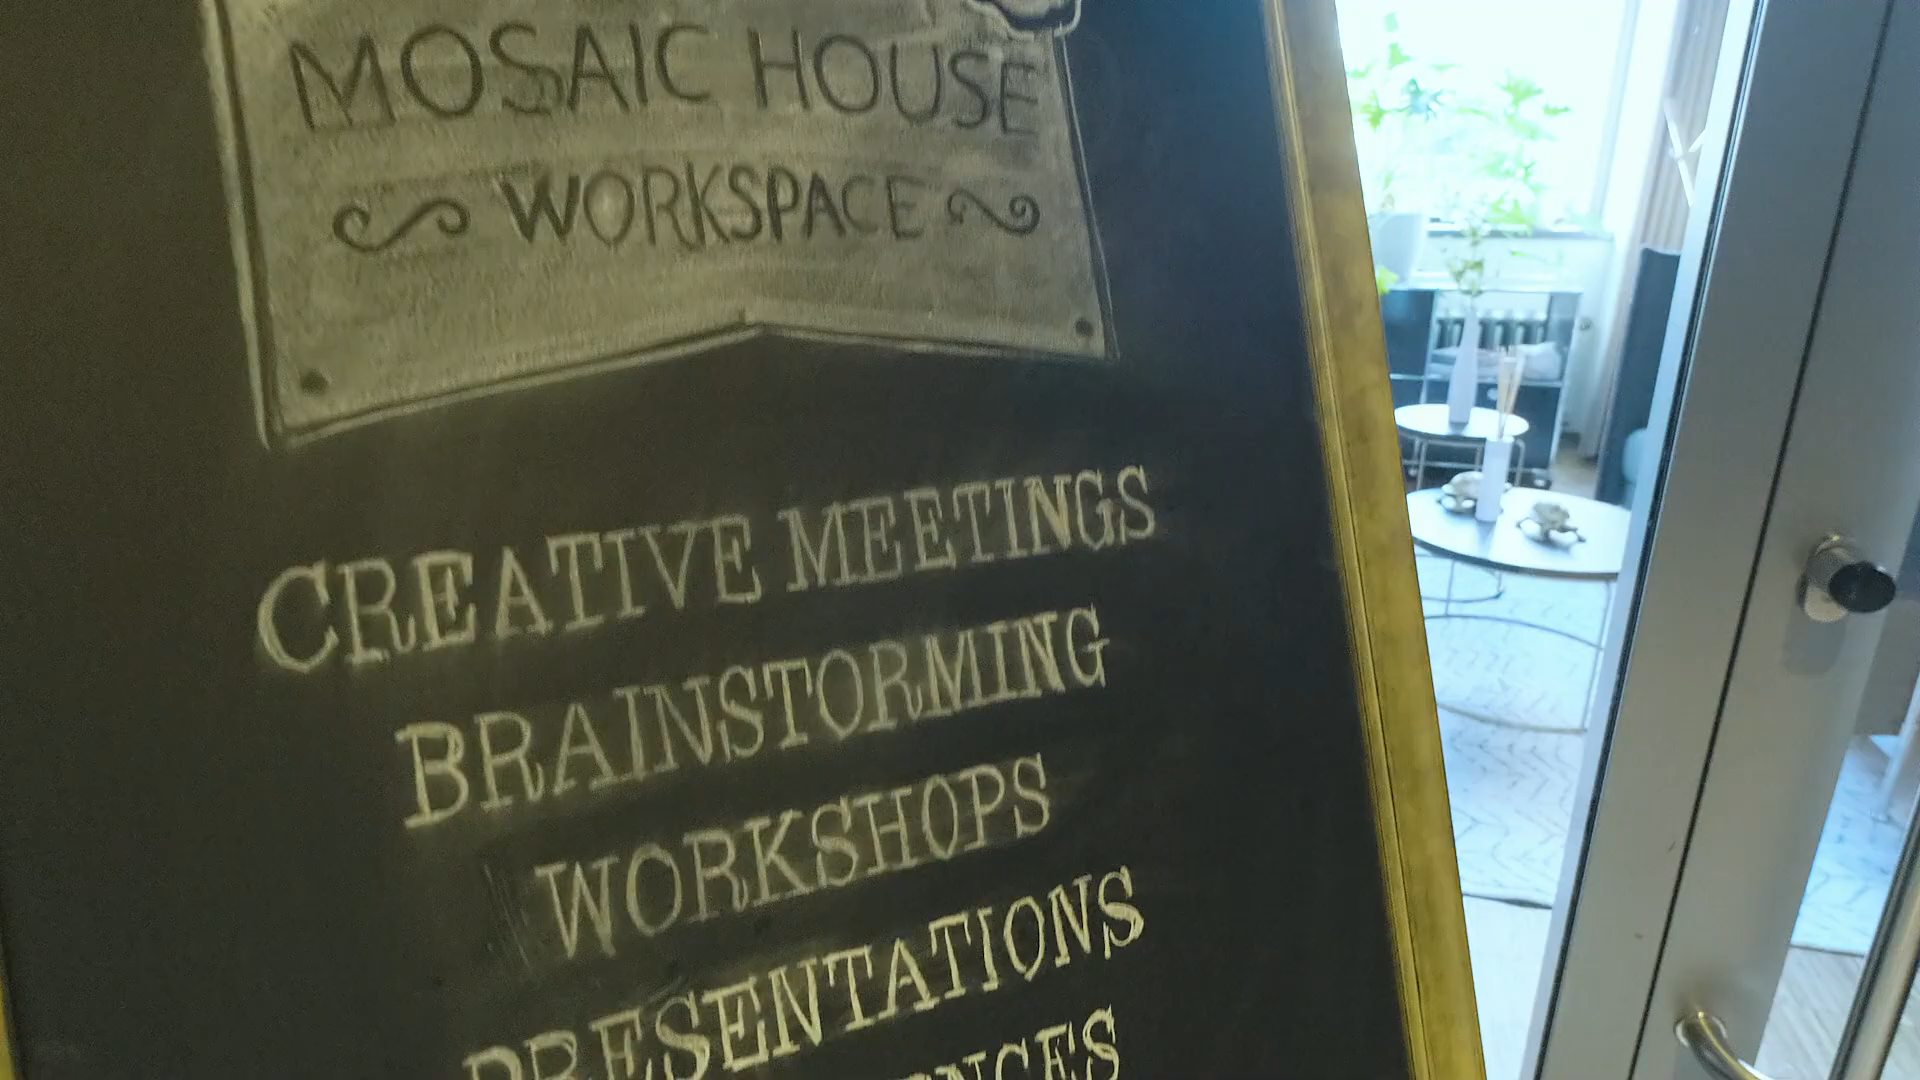 MOSAIC HOUSE
WORKSPACE
CREATIVE MEETINGS
BRAINSTORMING
WORKSHOPS
PRESENTATIONS